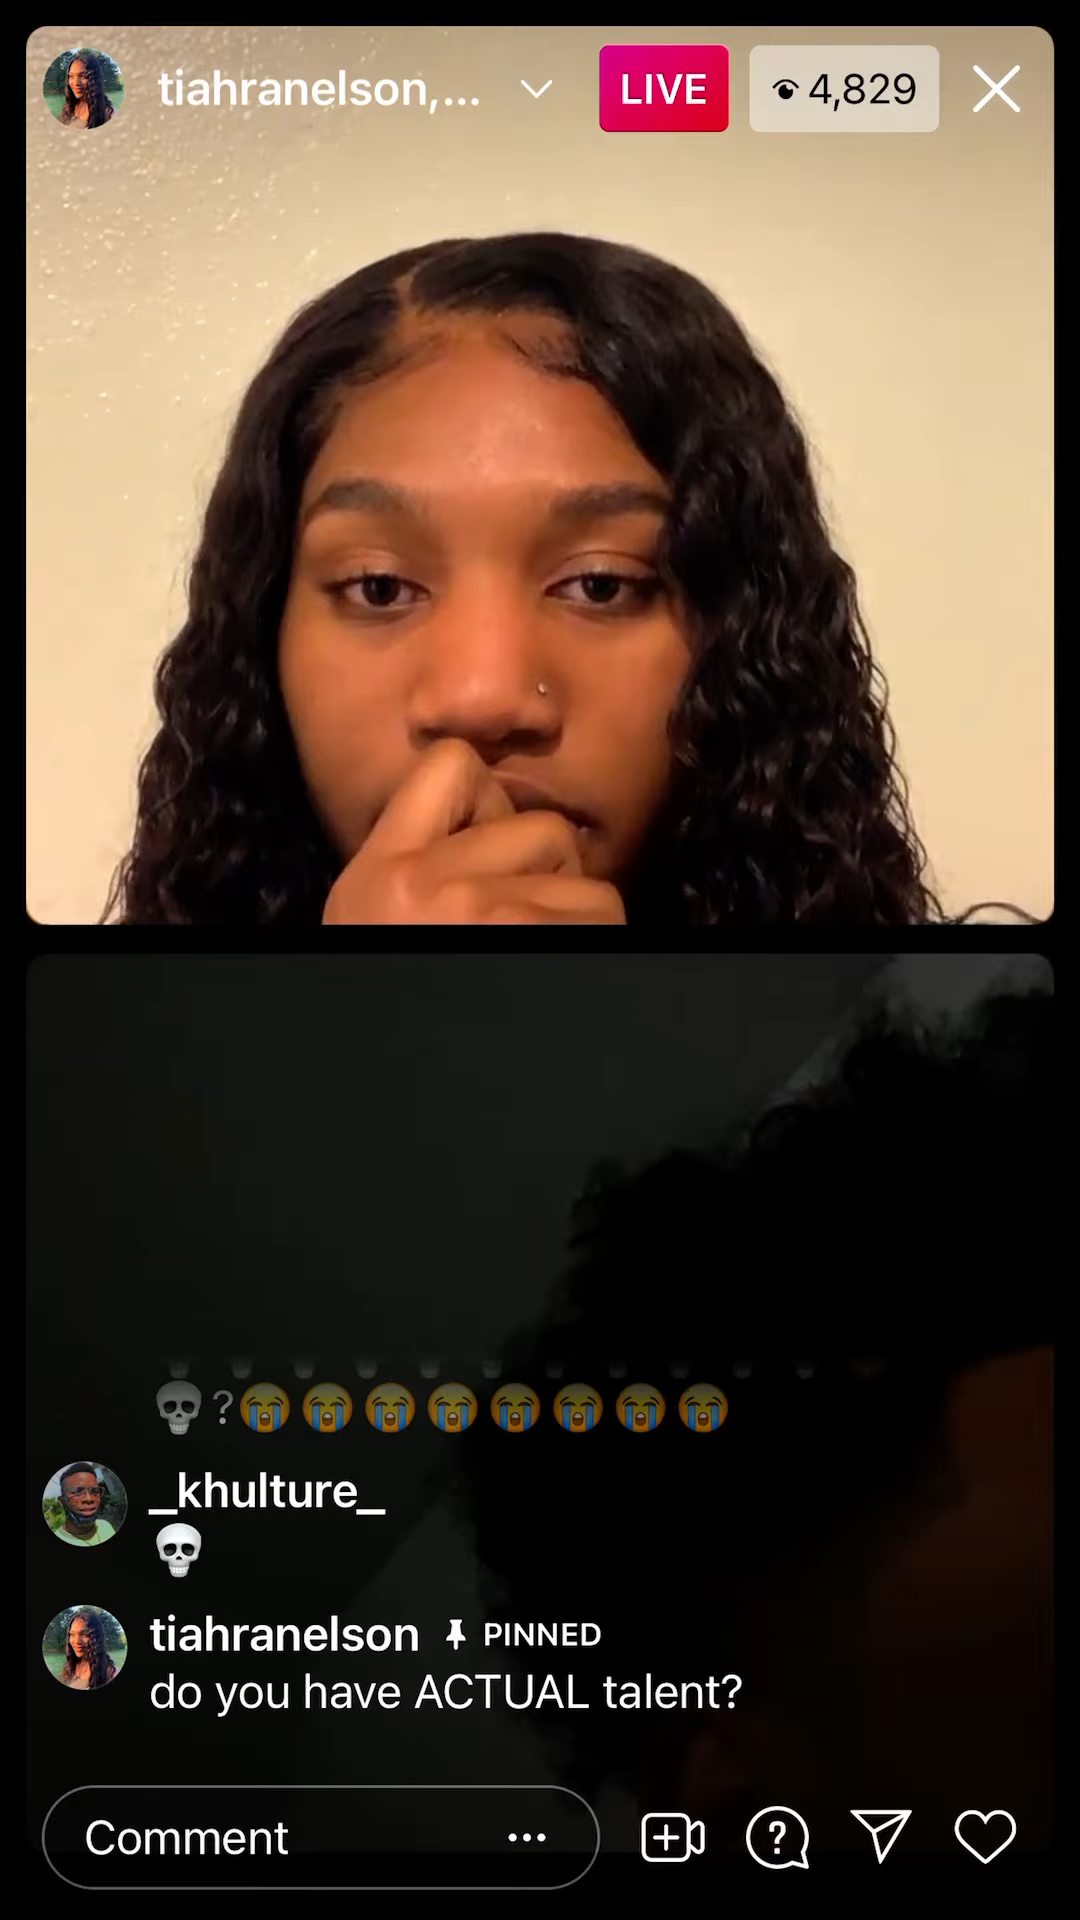 tiahranelson,... LIVE 4,829
💀?😭😭😭😭😭😭😭😭
_khulture_
💀
tiahranelson PINNED
do you have ACTUAL talent?
Comment